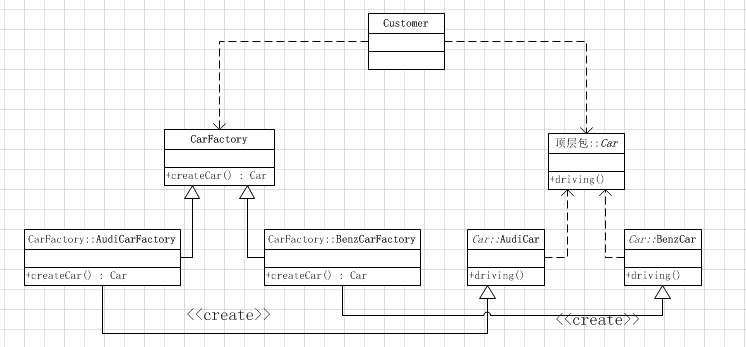 Customer
CarFactory
+createCar() : Car
顶层包::Car
+driving()
CarFactory::AudiCarFactory
+createCar() : Car
CarFactory::BenzCarFactory
+createCar() : Car
Car::AudiCar
+driving()
Car::BenzCar
+driving()
<<create>>
<<create>>